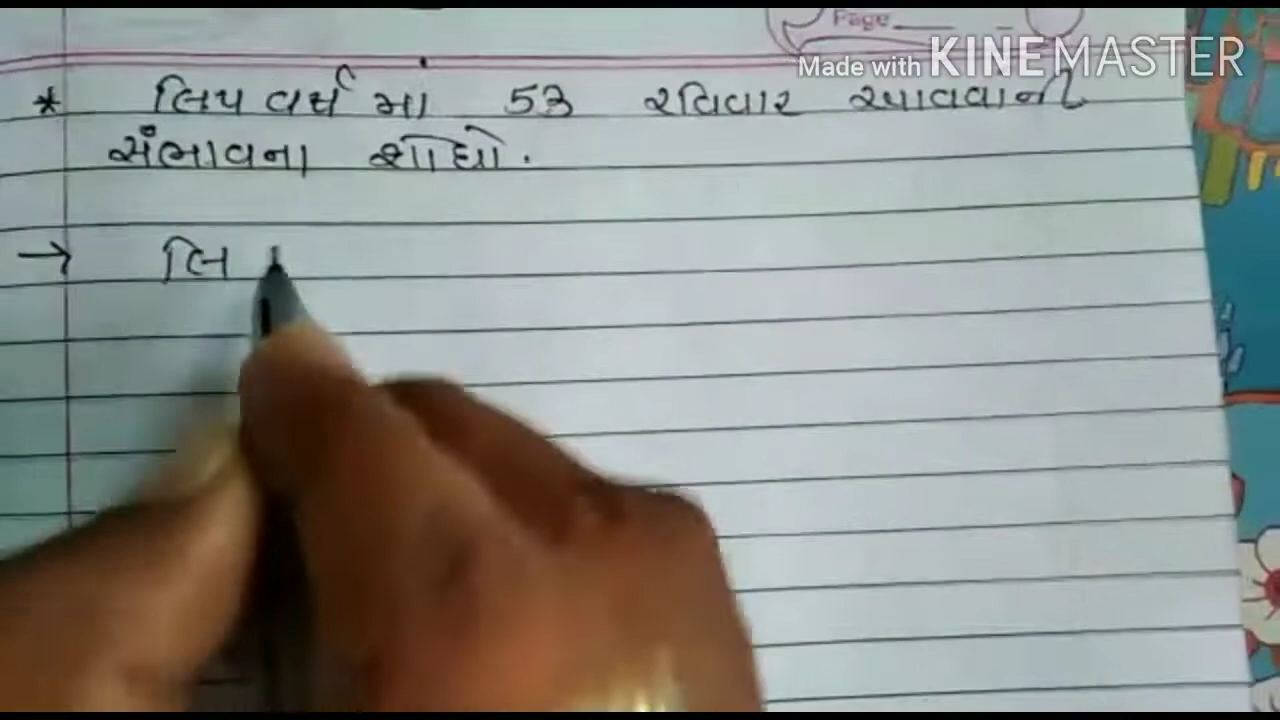 Page
Made with KINEMASTER
* લિપ વર્ષ માં 53 રવિવાર આવવાની
સંભાવના શોધો.
→ લિ